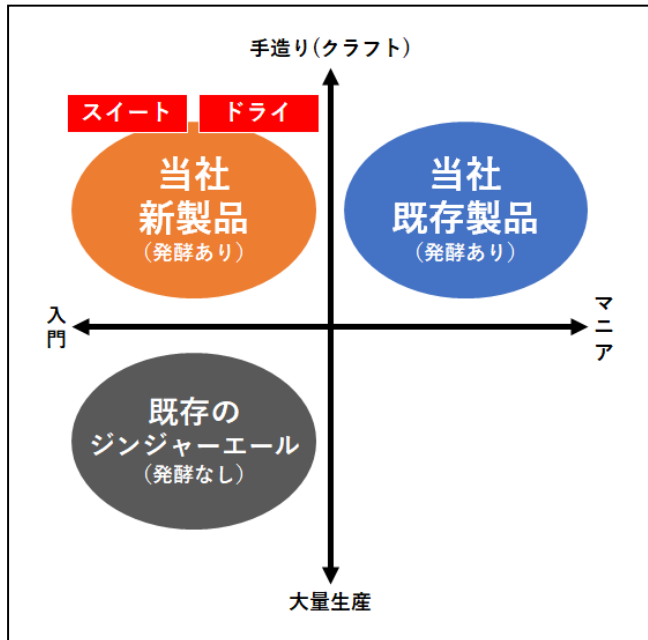 手造り(クラフト)
スイート
ドライ
当社
新製品
(発酵あり)
当社
既存製品
(発酵あり)
入門
マニア
既存の
ジンジャーエール
(発酵なし)
大量生産